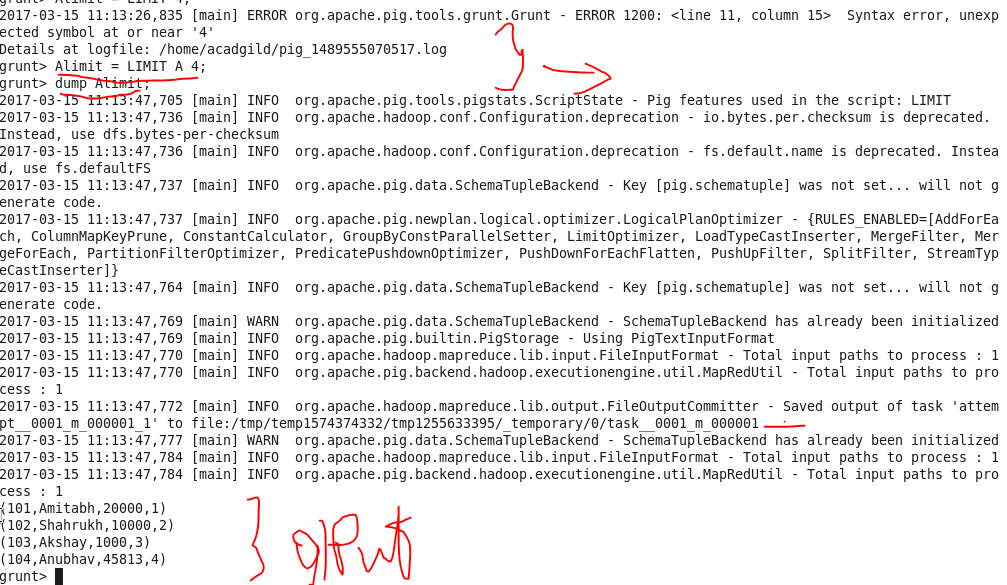 grunt> Alimit = LIMIT 4;
2017-03-15 11:13:26,835 [main] ERROR org.apache.pig.tools.grunt.Grunt - ERROR 1200: <line 11, column 15>  Syntax error, unexp
ected symbol at or near '4'
Details at logfile: /home/acadgild/pig_1489555070517.log
grunt> Alimit = LIMIT A 4;
grunt> dump Alimit;
2017-03-15 11:13:47,705 [main] INFO  org.apache.pig.tools.pigstats.ScriptState - Pig features used in the script: LIMIT
2017-03-15 11:13:47,736 [main] INFO  org.apache.hadoop.conf.Configuration.deprecation - io.bytes.per.checksum is deprecated.
Instead, use dfs.bytes-per-checksum
2017-03-15 11:13:47,736 [main] INFO  org.apache.hadoop.conf.Configuration.deprecation - fs.default.name is deprecated. Instea
d, use fs.defaultFS
2017-03-15 11:13:47,737 [main] INFO  org.apache.pig.data.SchemaTupleBackend - Key [pig.schematuple] was not set... will not g
enerate code.
2017-03-15 11:13:47,737 [main] INFO  org.apache.pig.newplan.logical.optimizer.LogicalPlanOptimizer - {RULES_ENABLED=[AddForEa
ch, ColumnMapKeyPrune, ConstantCalculator, GroupByConstParallelSetter, LimitOptimizer, LoadTypeCastInserter, MergeFilter, Mer
geForEach, PartitionFilterOptimizer, PredicatePushdownOptimizer, PushDownForEachFlatten, PushUpFilter, SplitFilter, StreamTyp
eCastInserter]}
2017-03-15 11:13:47,764 [main] INFO  org.apache.pig.data.SchemaTupleBackend - Key [pig.schematuple] was not set... will not g
enerate code.
2017-03-15 11:13:47,769 [main] WARN  org.apache.pig.data.SchemaTupleBackend - SchemaTupleBackend has already been initialized
2017-03-15 11:13:47,769 [main] INFO  org.apache.pig.builtin.PigStorage - Using PigTextInputFormat
2017-03-15 11:13:47,770 [main] INFO  org.apache.hadoop.mapreduce.lib.input.FileInputFormat - Total input paths to process : 1
2017-03-15 11:13:47,770 [main] INFO  org.apache.pig.backend.hadoop.executionengine.util.MapRedUtil - Total input paths to pro
cess : 1
2017-03-15 11:13:47,772 [main] INFO  org.apache.hadoop.mapreduce.lib.output.FileOutputCommitter - Saved output of task 'attem
pt__0001_m_000001_1' to file:/tmp/temp1574374332/tmp1255633395/_temporary/0/task__0001_m_000001
2017-03-15 11:13:47,777 [main] WARN  org.apache.pig.data.SchemaTupleBackend - SchemaTupleBackend has already been initialized
2017-03-15 11:13:47,784 [main] INFO  org.apache.hadoop.mapreduce.lib.input.FileInputFormat - Total input paths to process : 1
2017-03-15 11:13:47,784 [main] INFO  org.apache.pig.backend.hadoop.executionengine.util.MapRedUtil - Total input paths to pro
cess : 1
(101,Amitabh,20000,1)
(102,Shahrukh,10000,2)
(103,Akshay,1000,3)
(104,Anubhav,45813,4)
grunt>